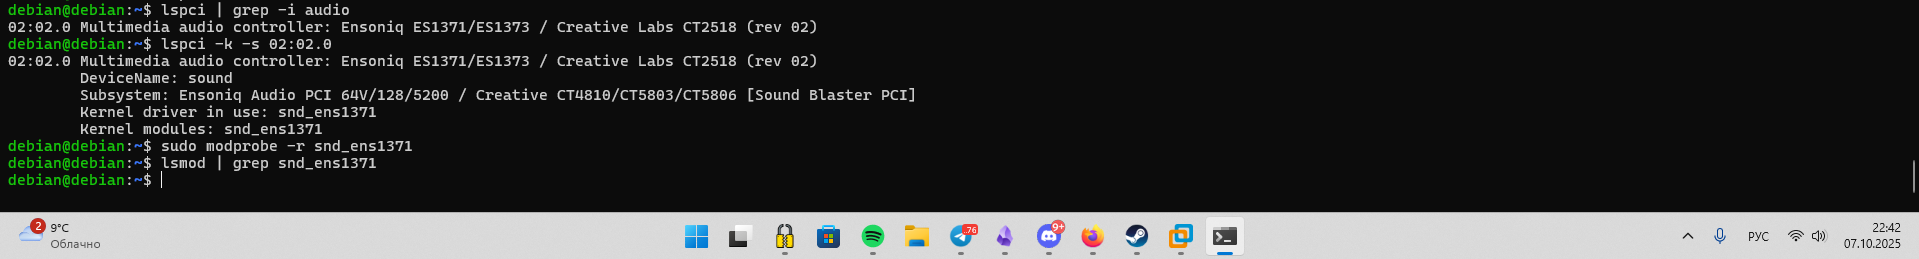 debian@debian:~$ lspci | grep -i audio
02:02.0 Multimedia audio controller: Ensoniq ES1371/ES1373 / Creative Labs CT2518 (rev 02)
debian@debian:~$ lspci -k -s 02:02.0
02:02.0 Multimedia audio controller: Ensoniq ES1371/ES1373 / Creative Labs CT2518 (rev 02)
        DeviceName: sound
        Subsystem: Ensoniq Audio PCI 64V/128/5200 / Creative CT4810/CT5803/CT5806 [Sound Blaster PCI]
        Kernel driver in use: snd_ens1371
        Kernel modules: snd_ens1371
debian@debian:~$ sudo modprobe -r snd_ens1371
debian@debian:~$ lsmod | grep snd_ens1371
debian@debian:~$
2
9°C
Облачно
76
9+
РУС
22:42
07.10.2025